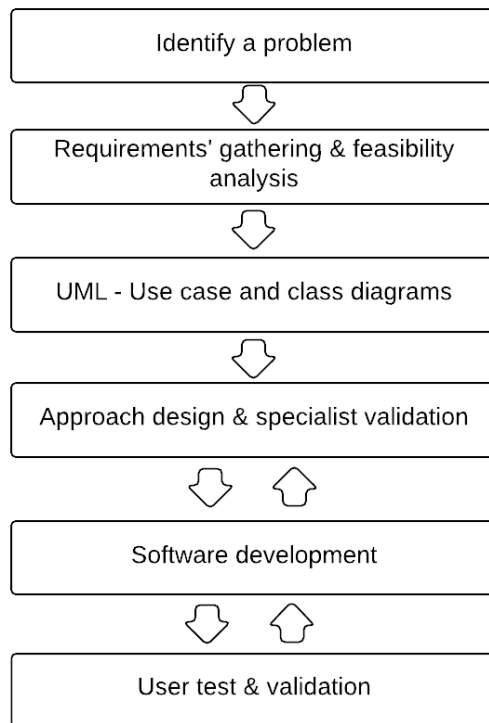 Identify a problem
Requirements' gathering & feasibility
analysis
UML - Use case and class diagrams
Approach design & specialist validation
Software development
User test & validation